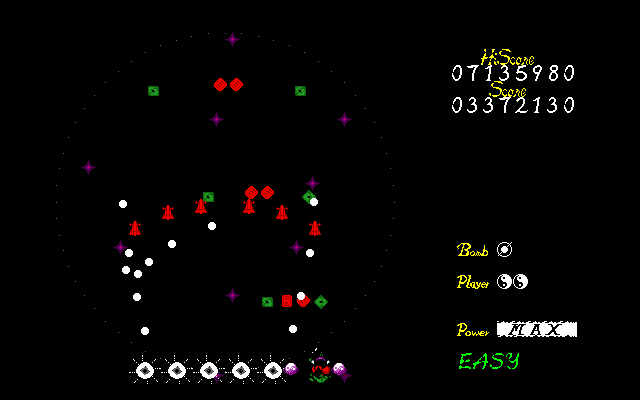 HiScore
07135980
Score
03372130
Bomb
Player
Power MAX
EASY